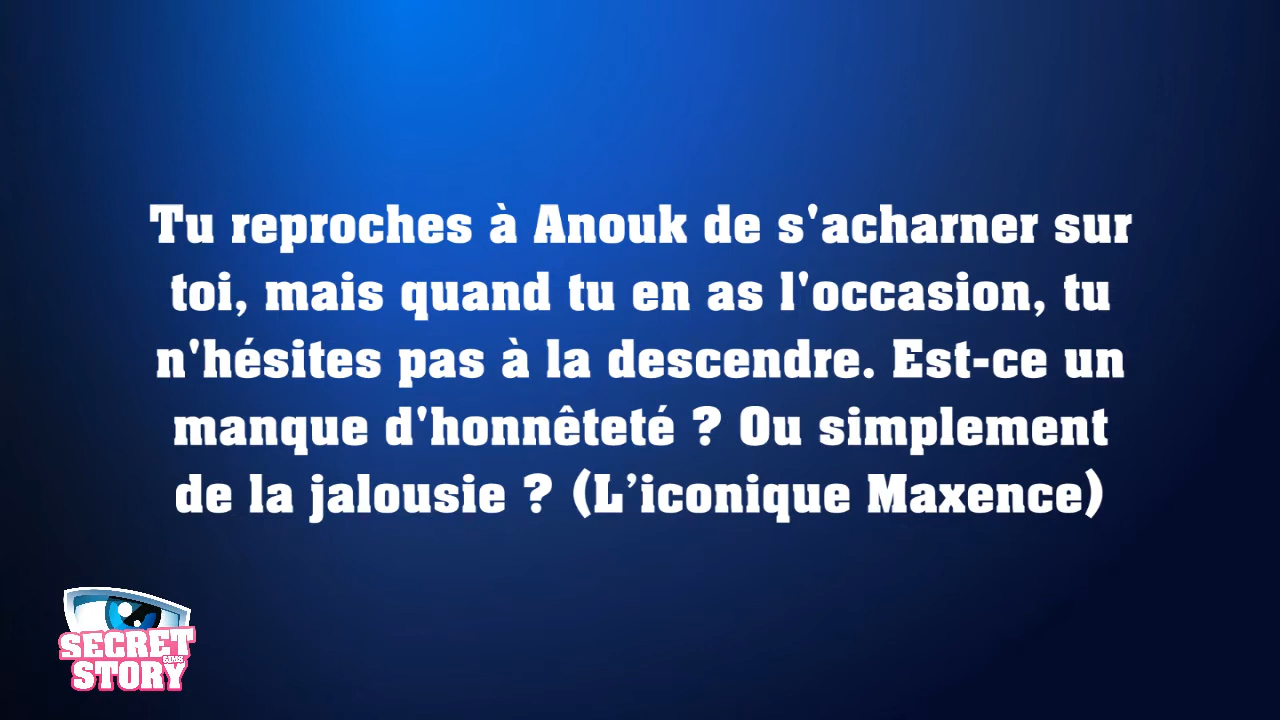 Tu reproches à Anouk de s'acharner sur
toi, mais quand tu en as l'occasion, tu
n'hésites pas à la descendre. Est-ce un
manque d'honnêteté ? Ou simplement
de la jalousie ? (L’iconique Maxence)
SECRET
SIMS
STORY